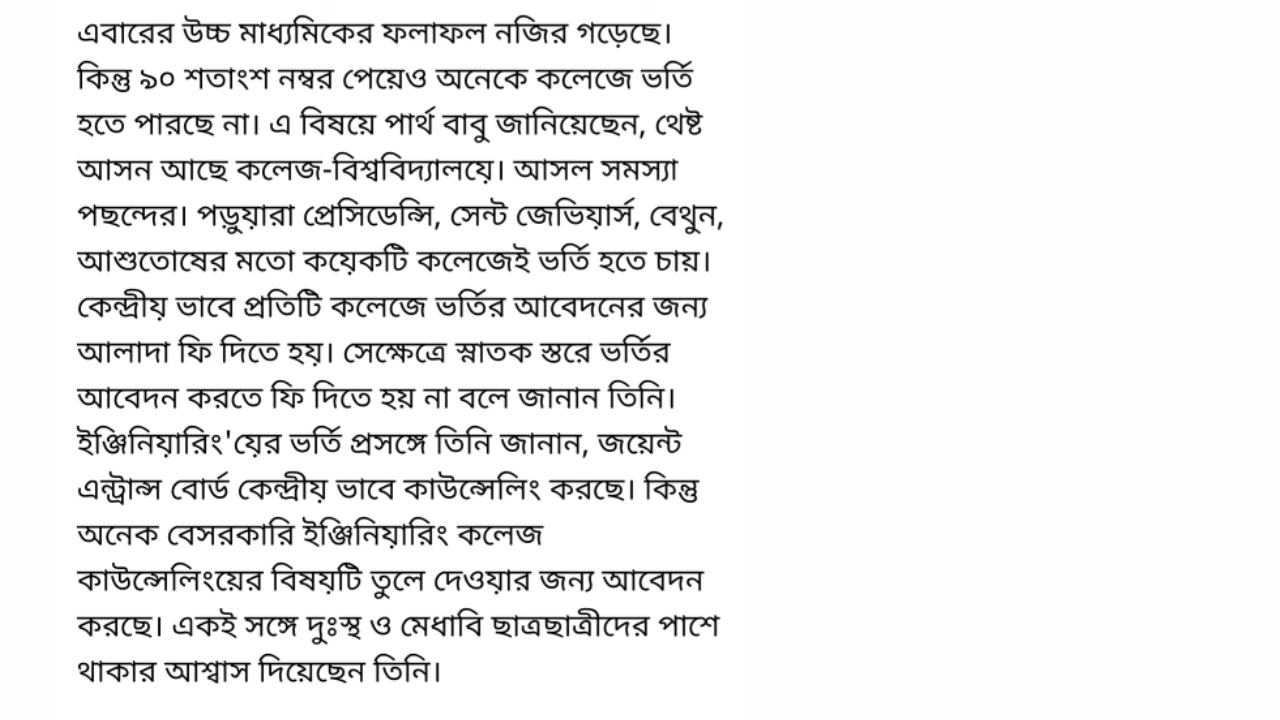 এবারের উচ্চ মাধ্যমিকের ফলাফল নজির গড়েছে।
কিন্তু ৯০ শতাংশ নম্বর পেয়েও অনেকে কলেজে ভর্তি
হতে পারছে না। এ বিষয়ে পার্থ বাবু জানিয়েছেন, থেষ্ট
আসন আছে কলেজ-বিশ্ববিদ্যালয়ে। আসল সমস্যা
পছন্দের। পড়ুয়ারা প্রেসিডেন্সি, সেন্ট জেভিয়ার্স, বেথুন,
আশুতোষের মতো কয়েকটি কলেজেই ভর্তি হতে চায়।
কেন্দ্রীয় ভাবে প্রতিটি কলেজে ভর্তির আবেদনের জন্য
আলাদা ফি দিতে হয়। সেক্ষেত্রে স্নাতক স্তরে ভর্তির
আবেদন করতে ফি দিতে হয় না বলে জানান তিনি।
ইঞ্জিনিয়ারিং'য়ের ভর্তি প্রসঙ্গে তিনি জানান, জয়েন্ট
এন্ট্রান্স বোর্ড কেন্দ্রীয় ভাবে কাউন্সেলিং করছে। কিন্তু
অনেক বেসরকারি ইঞ্জিনিয়ারিং কলেজ
কাউন্সেলিংয়ের বিষয়টি তুলে দেওয়ার জন্য আবেদন
করছে। একই সঙ্গে দুঃস্থ ও মেধাবি ছাত্রছাত্রীদের পাশে
থাকার আশ্বাস দিয়েছেন তিনি।